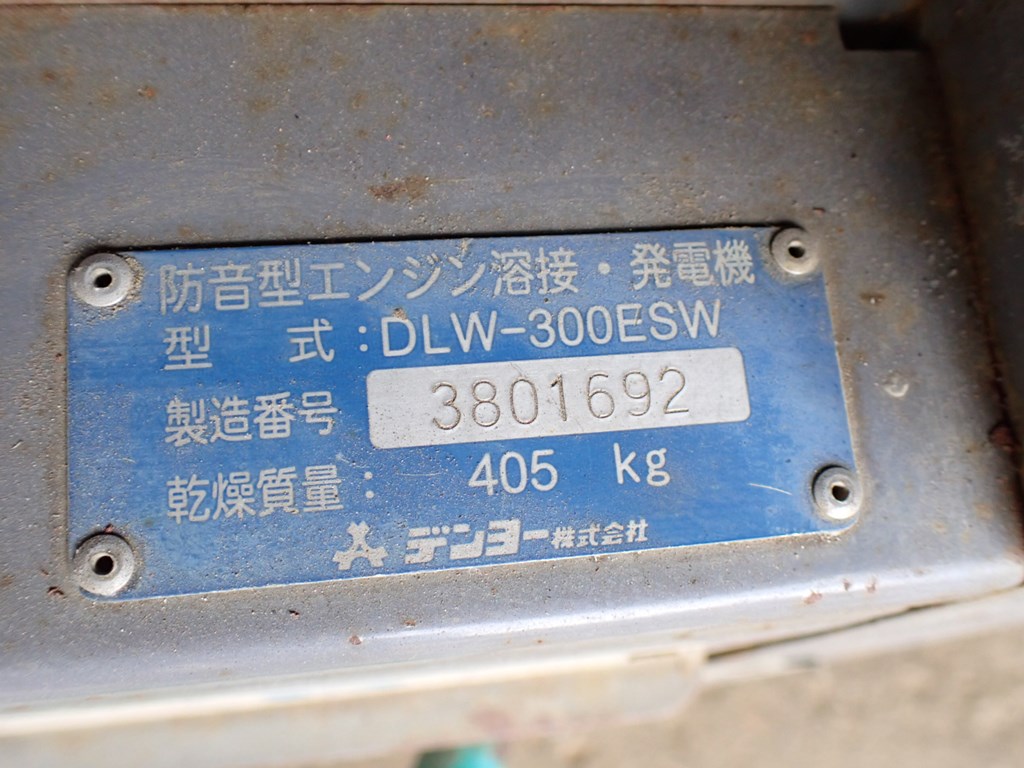 防音型エンジン溶接・発電機
型　式：DLW-300ESW
製造番号 3801692
乾燥質量： 405 kg
デンヨー株式会社